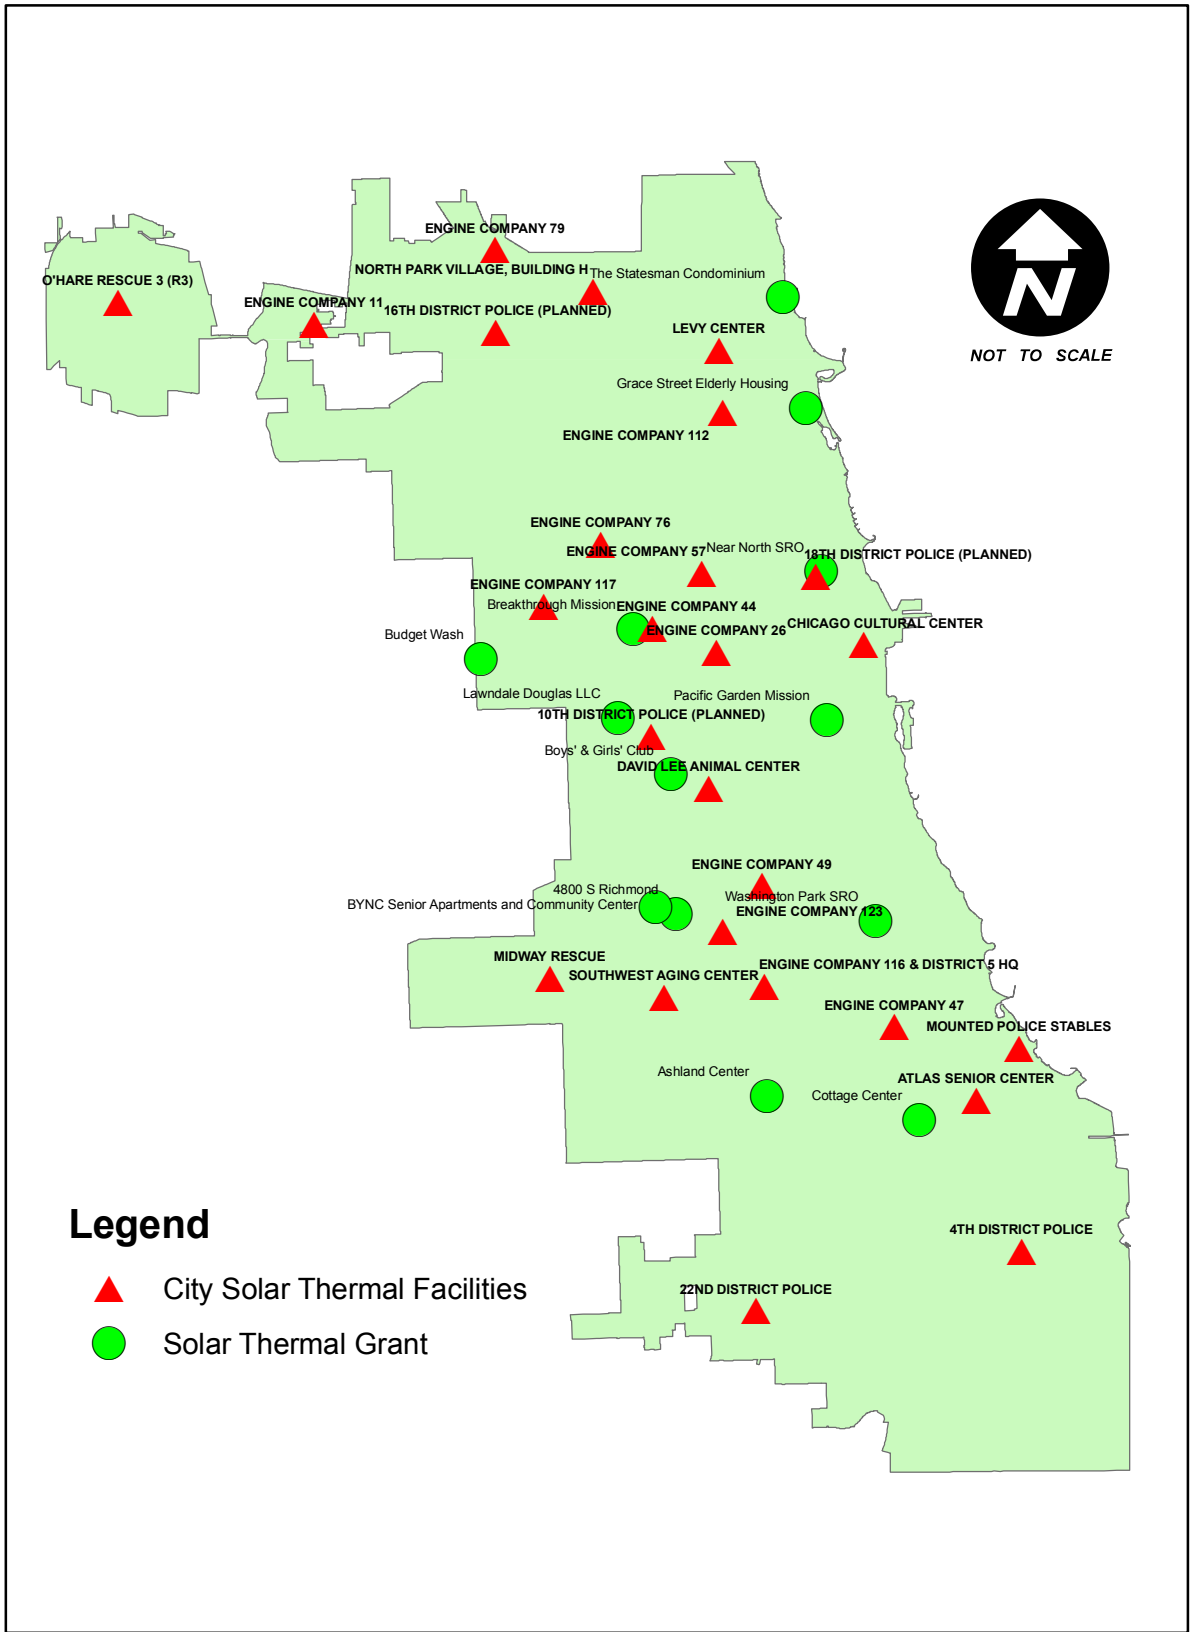 ENGINE COMPANY 79
NORTH PARK VILLAGE, BUILDING H
The Statesman Condominium
O'HARE RESCUE 3 (R3)
ENGINE COMPANY 11
16TH DISTRICT POLICE (PLANNED)
N
NOT TO SCALE
LEVY CENTER
Grace Street Elderly Housing
ENGINE COMPANY 112
ENGINE COMPANY 76
ENGINE COMPANY 57
Near North SRO
18TH DISTRICT POLICE (PLANNED)
ENGINE COMPANY 117
Breakthrough Mission
ENGINE COMPANY 44
CHICAGO CULTURAL CENTER
ENGINE COMPANY 26
Budget Wash
Lawndale Douglas LLC
Pacific Garden Mission
10TH DISTRICT POLICE (PLANNED)
Boys' & Girls' Club
DAVID LEE ANIMAL CENTER
ENGINE COMPANY 49
4800 S Richmond
Washington Park SRO
BYNC Senior Apartments and Community Center
ENGINE COMPANY 123
MIDWAY RESCUE
SOUTHWEST AGING CENTER
ENGINE COMPANY 116 & DISTRICT 5 HQ
ENGINE COMPANY 47
MOUNTED POLICE STABLES
Ashland Center
ATLAS SENIOR CENTER
Cottage Center
4TH DISTRICT POLICE
22ND DISTRICT POLICE
Legend
City Solar Thermal Facilities
Solar Thermal Grant